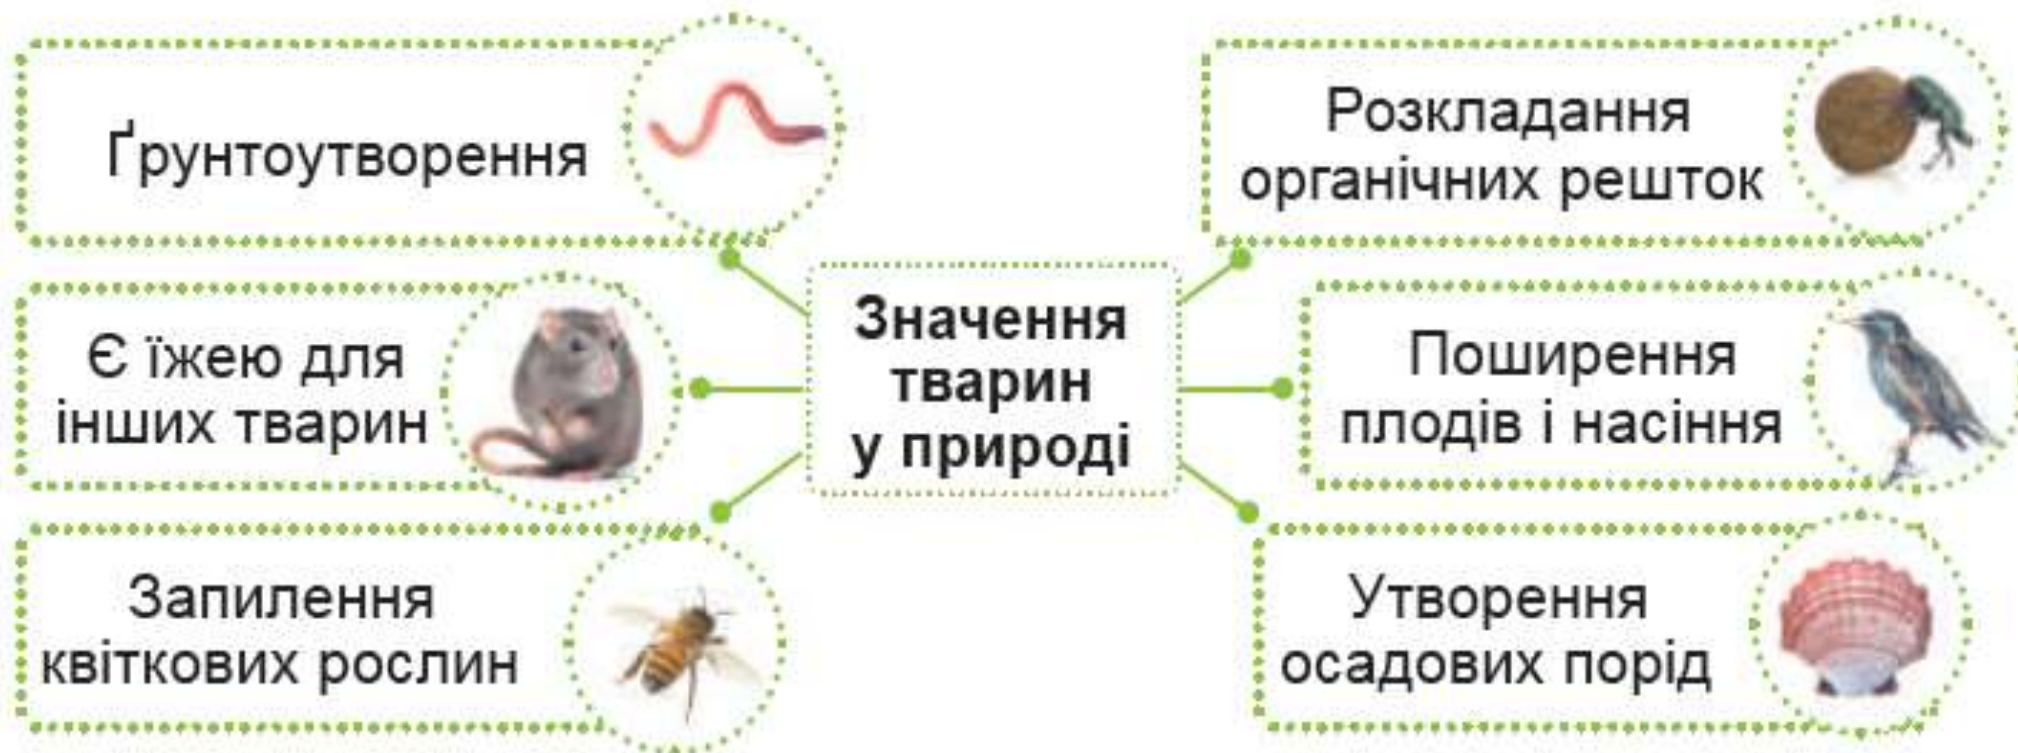 Ґрунтоутворення
Є їжею для
інших тварин
Запилення
квіткових рослин
Значення
тварин
у природі
Розкладання
органічних решток
Поширення
плодів і насіння
Утворення
осадових порід